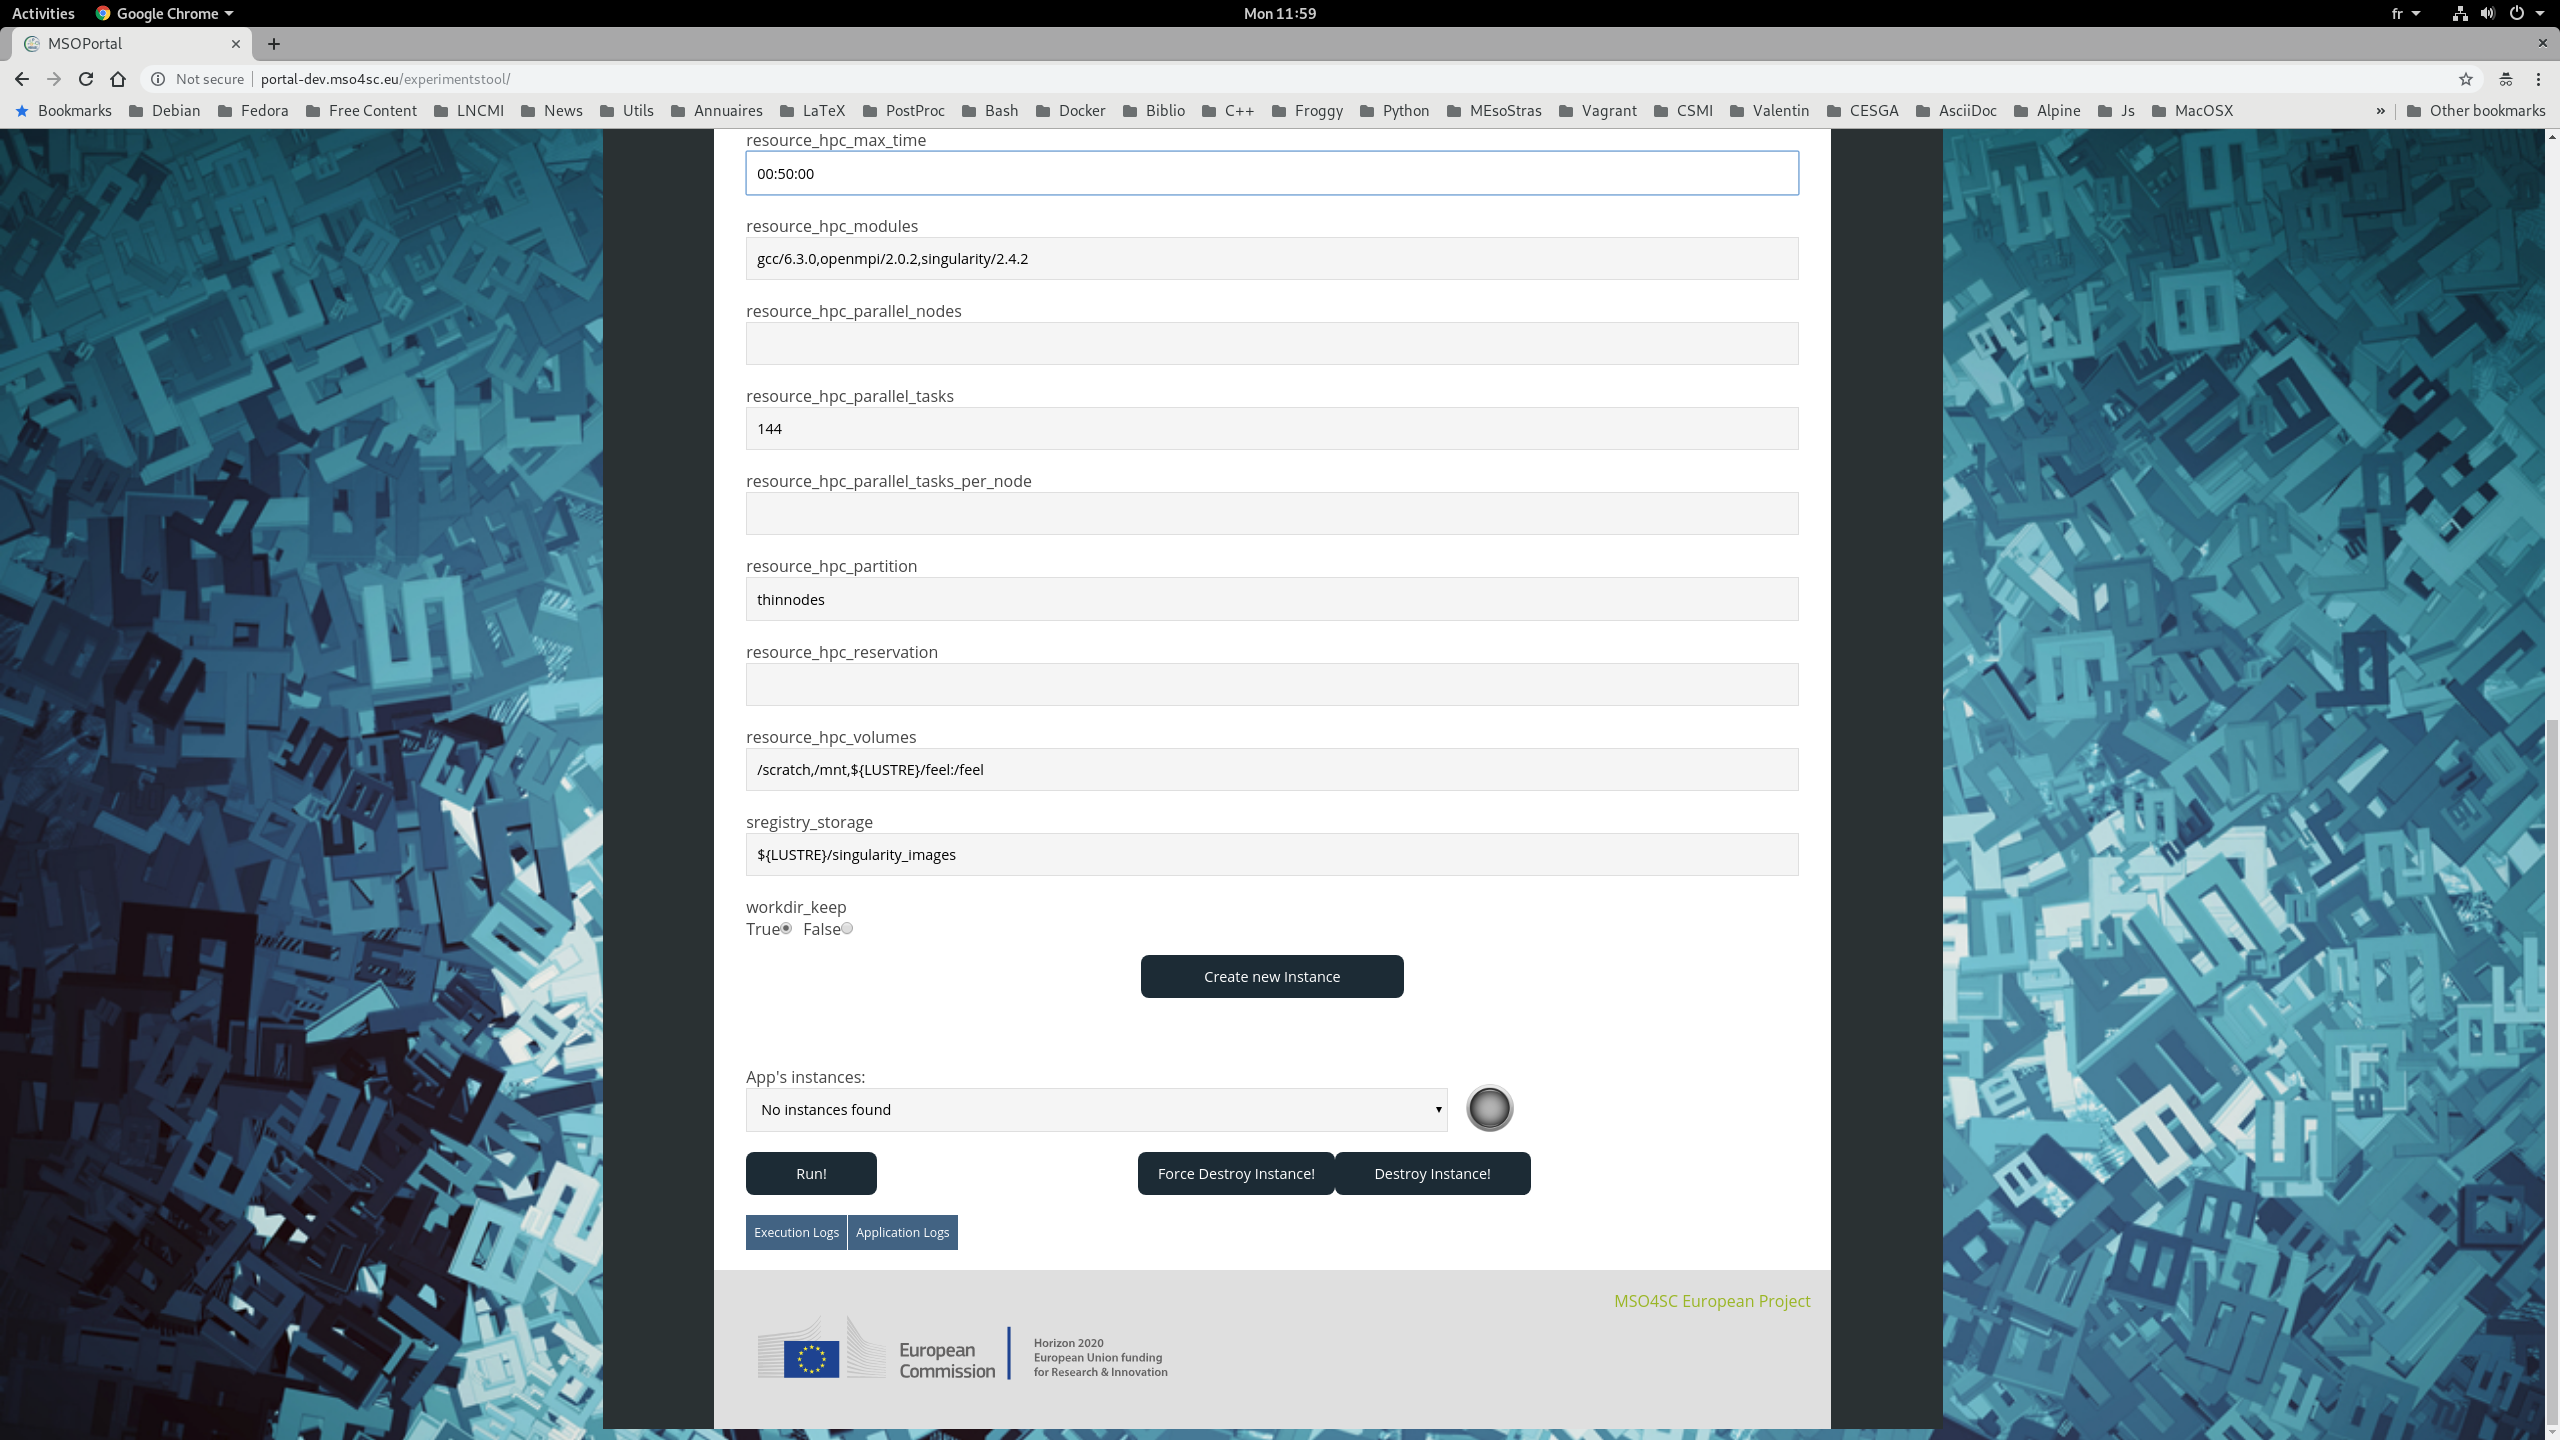 Activities Google Chrome Mon 11:59 fr
MSOPortal
Not secure portal-dev.mso4sc.eu/experimentstool/
Bookmarks Debian Fedora Free Content LNCMI News Utils Annuaires LaTeX PostProc Bash Docker Biblio C++ Froggy Python MEsoStras Vagrant CSMI Valentin CESGA AsciiDoc Alpine Js MacOSX » Other bookmarks
resource_hpc_max_time
00:50:00
resource_hpc_modules
gcc/6.3.0,openmpi/2.0.2,singularity/2.4.2
resource_hpc_parallel_nodes
resource_hpc_parallel_tasks
144
resource_hpc_parallel_tasks_per_node
resource_hpc_partition
thinnodes
resource_hpc_reservation
resource_hpc_volumes
/scratch,/mnt,${LUSTRE}/feel:/feel
sregistry_storage
${LUSTRE}/singularity_images
workdir_keep
True False
Create new Instance
App's instances:
No instances found
Run! Force Destroy Instance! Destroy Instance!
Execution Logs Application Logs
MSO4SC European Project
European Commission
Horizon 2020
European Union funding
for Research & Innovation